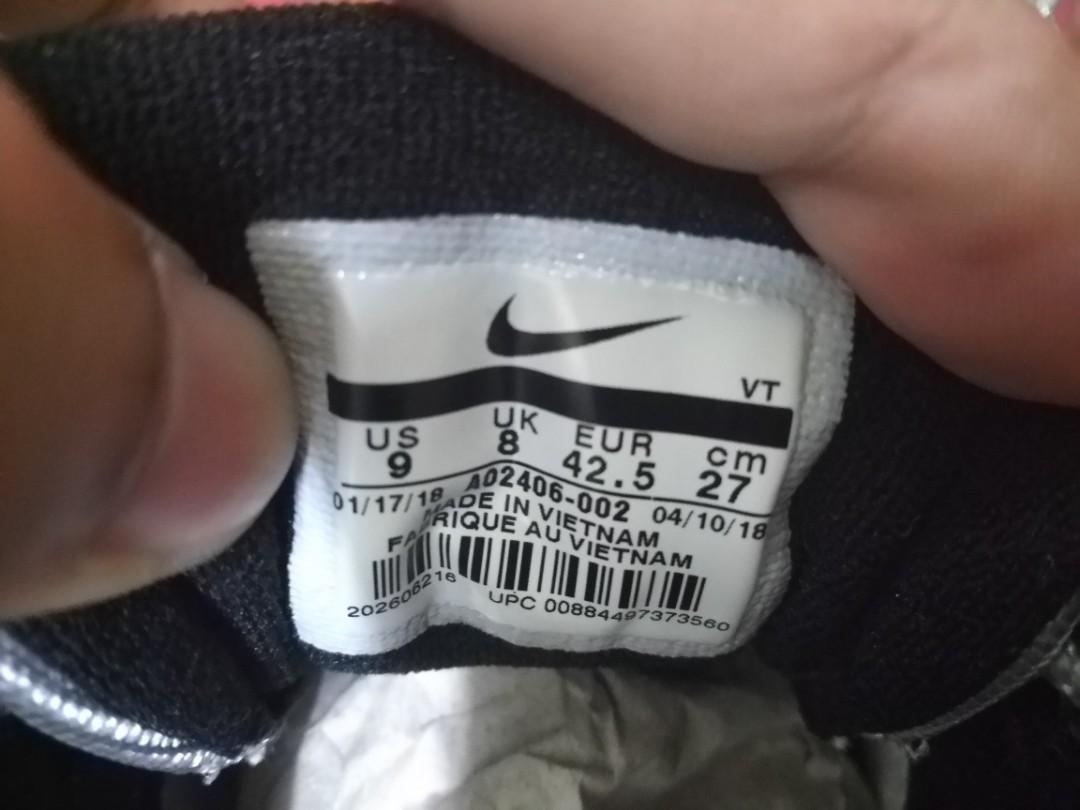 VT
US UK EUR cm
9 8 42.5 27
01/17/18 AO2406-002 04/10/18
MADE IN VIETNAM
FABRIQUE AU VIETNAM
202606216 UPC 00884497373560